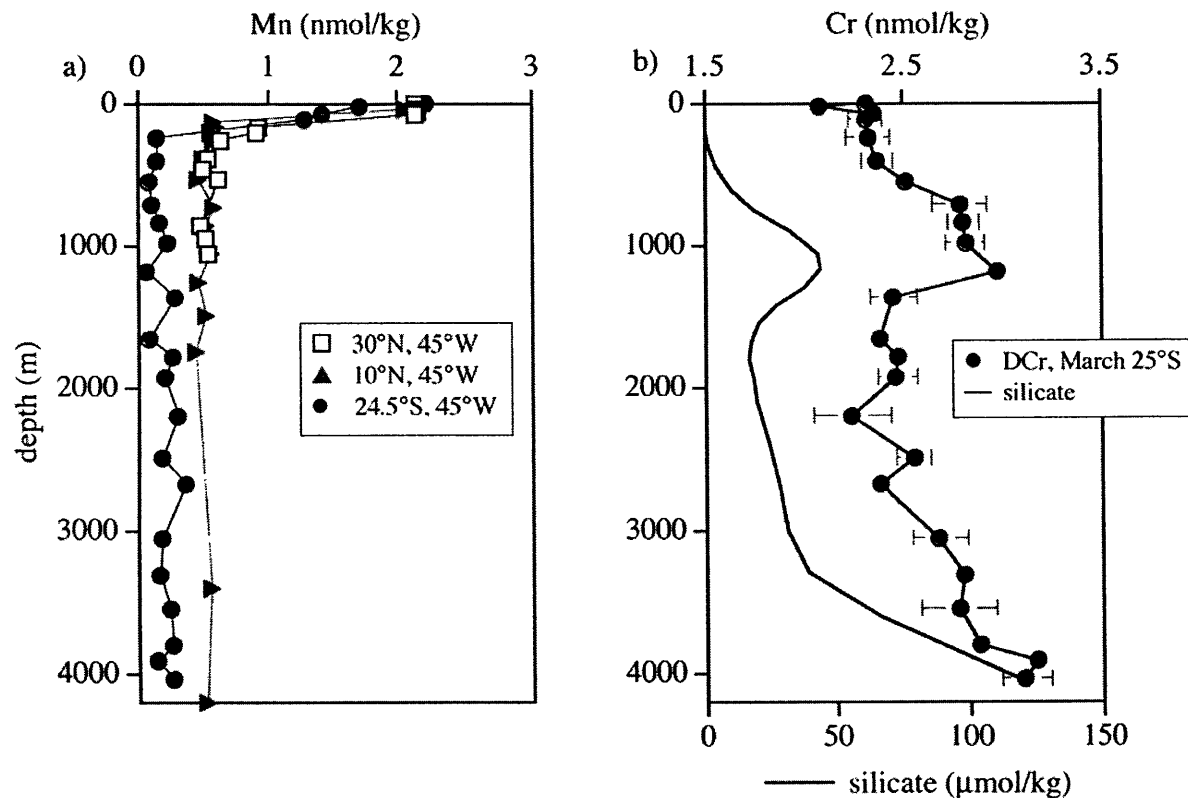 Mn (nmol/kg)
a) 0 1 2 3
0
1000
2000
3000
4000
depth (m)
30°N, 45°W
10°N, 45°W
24.5°S, 45°W
Cr (nmol/kg)
b) 1.5 2.5 3.5
0
1000
2000
3000
4000
DCr, March 25°S
silicate
0 50 100 150
silicate (μmol/kg)